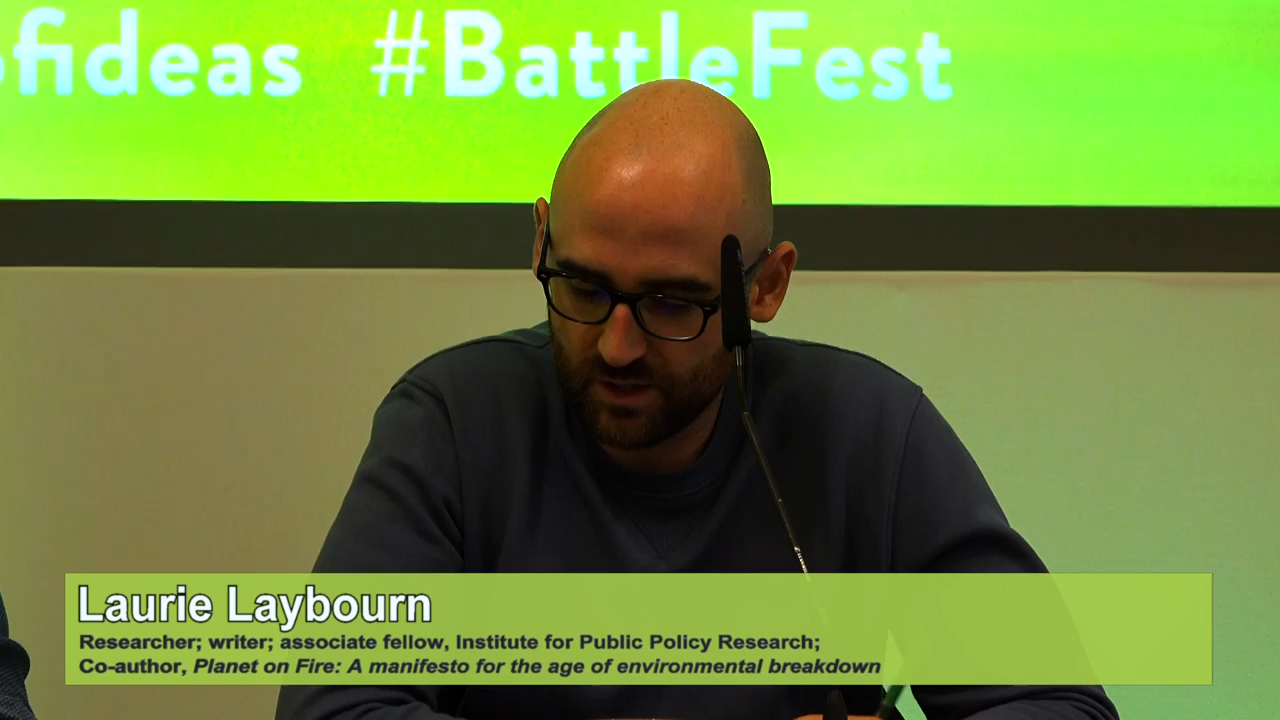 ofideas #BattleFest
Laurie Laybourn
Researcher; writer; associate fellow, Institute for Public Policy Research;
Co-author, Planet on Fire: A manifesto for the age of environmental breakdown